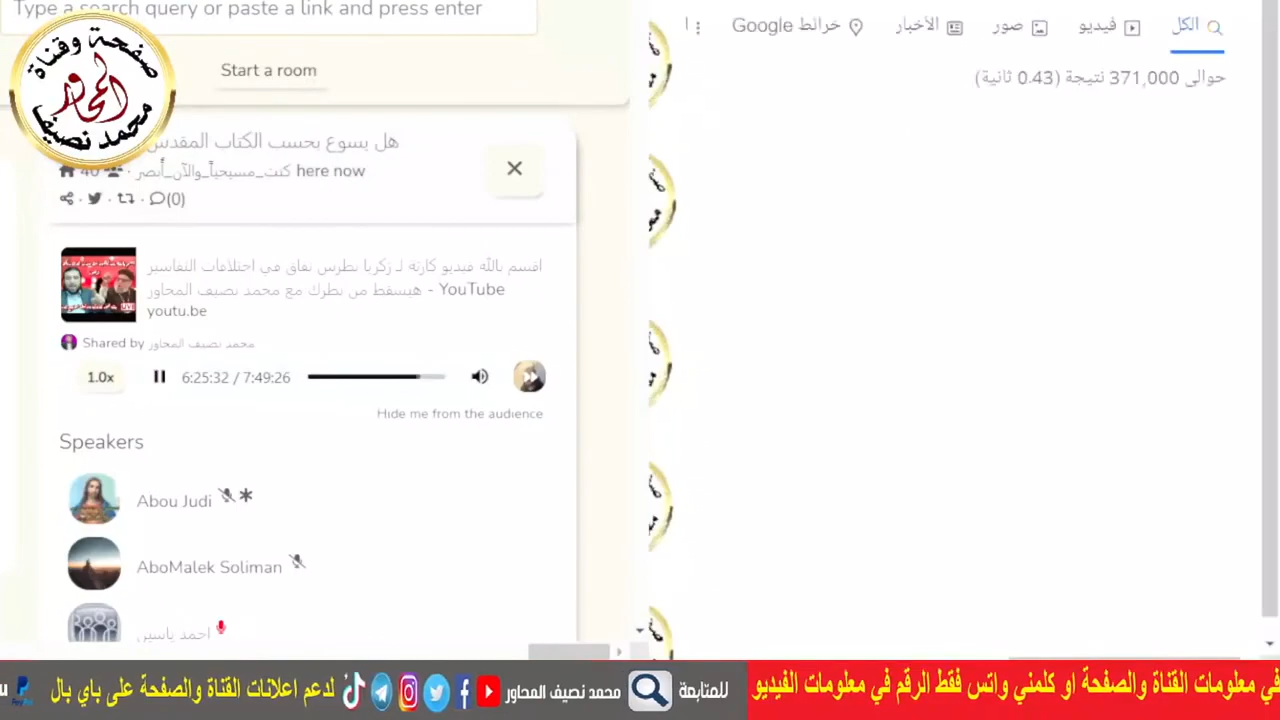 Type a search query or paste a link and press enter
صفحة وقناة
المحاور
محمد نصيف
Start a room
هل يسوع بحسب الكتاب المقدس
40 · كنت_مسيحياً_والآن_أنصر here now
(0)
اقسم بالله فيديو كارثة لـ زكريا بطرس نفاق في اختلافات التفاسير
هيسقط من نظرك مع محمد نصيف المحاور - YouTube
youtu.be
Shared by محمد نصيف المحاور
1.0x 6:25:32 / 7:49:26
Hide me from the audience
Speakers
Abou Judi
AboMalek Soliman
احمد ياسين
الكل فيديو صور الأخبار خرائط Google
حوالى 371,000 نتيجة (0.43 ثانية)
في معلومات القناة والصفحة او كلمني واتس فقط الرقم في معلومات الفيديو
للمتابعة محمد نصيف المحاور
لدعم اعلانات القناة والصفحة على باي بال
PayPal